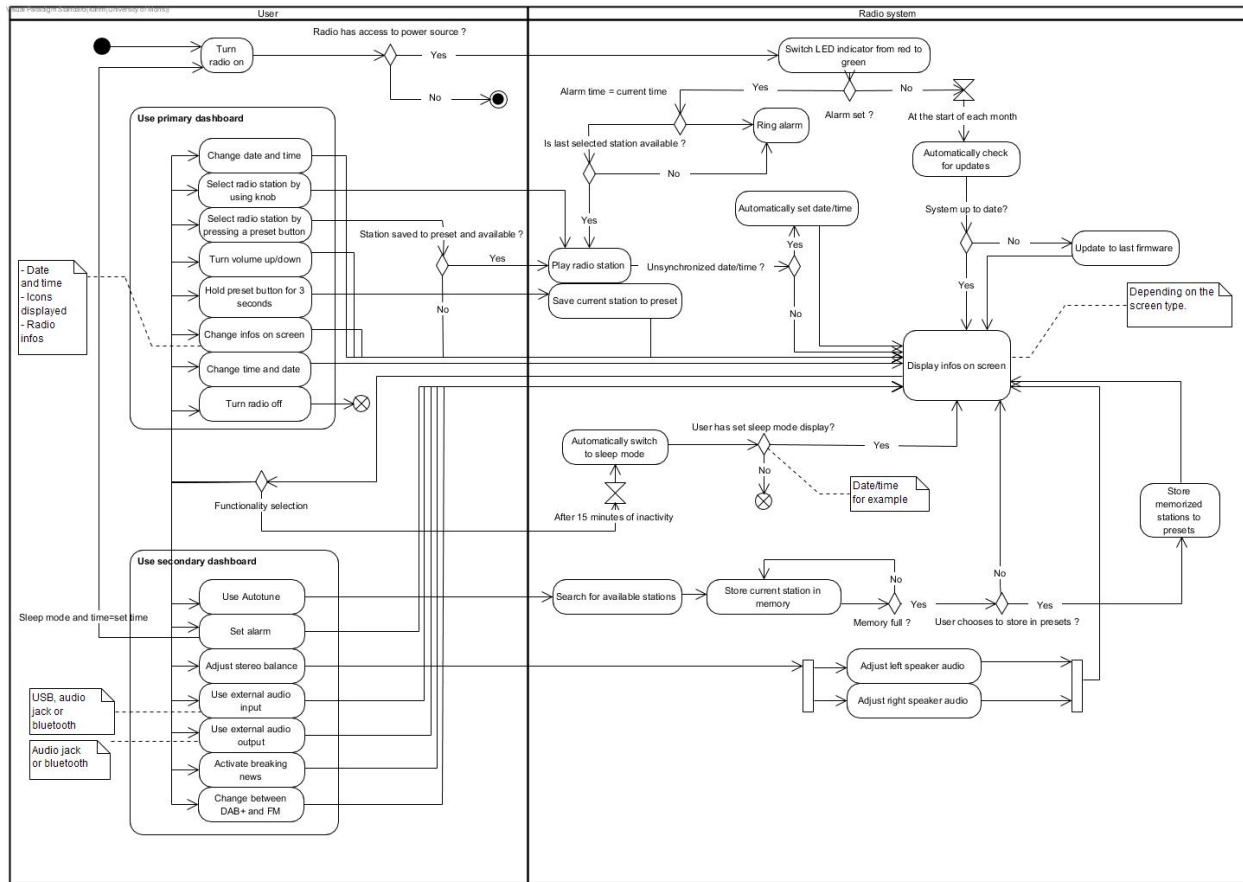 Visual Paradigm Standard(Karim(University of Mons))
User
Radio system
Radio has access to power source ?
Turn
radio on
Yes
No
Switch LED indicator from red to
green
Yes
No
Alarm set ?
Alarm time = current time
Ring alarm
Is last selected station available ?
No
Yes
At the start of each month
Automatically check
for updates
System up to date?
No
Update to last firmware
Yes
Use primary dashboard
Change date and time
Select radio station by
using knob
Select radio station by
pressing a preset button
Turn volume up/down
Hold preset button for 3
seconds
Change infos on screen
Change time and date
Turn radio off
- Date
and time
- Icons
displayed
- Radio
infos
Station saved to preset and available ?
Yes
No
Play radio station
Save current station to preset
Unsynchronized date/time ?
Automatically set date/time
Yes
No
Depending on the
screen type.
Display infos on screen
User has set sleep mode display?
Automatically switch
to sleep mode
Yes
No
Date/time
for example
After 15 minutes of inactivity
Functionality selection
Store
memorized
stations to
presets
Use secondary dashboard
Use Autotune
Set alarm
Adjust stereo balance
Use external audio
input
Use external audio
output
Activate breaking
news
Change between
DAB+ and FM
Sleep mode and time=set time
USB, audio
jack or
bluetooth
Audio jack
or bluetooth
Search for available stations
Store current station in
memory
No
Yes
Memory full ?
No
Yes
User chooses to store in presets ?
Adjust left speaker audio
Adjust right speaker audio